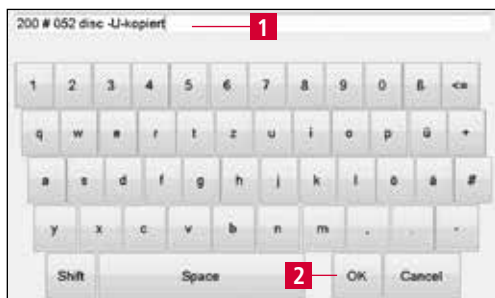 200 # 052 disc -U-kopiert 1
1 2 3 4 5 6 7 8 9 0 ß <=
q w e r t z u i o p ü +
a s d f g h j k l ö ä #
y x c v b n m , . -
Shift Space 2 OK Cancel